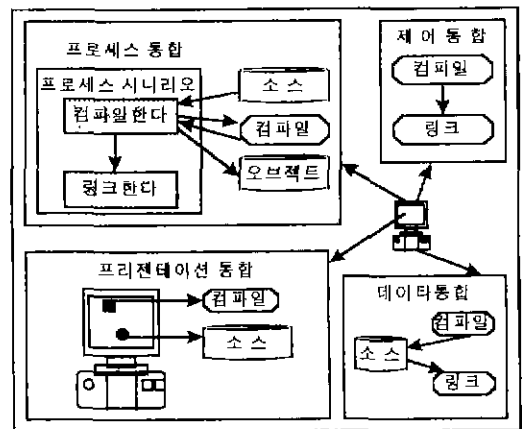 프로세스 통합
프로세스 시나리오
컴파일한다
링크한다
소 스
컴파일
오브젝트
제 어 통 합
컴파일
링크
프리젠테이션 통합
컴파일
소 스
데이타통합
컴파일
소 스
링크